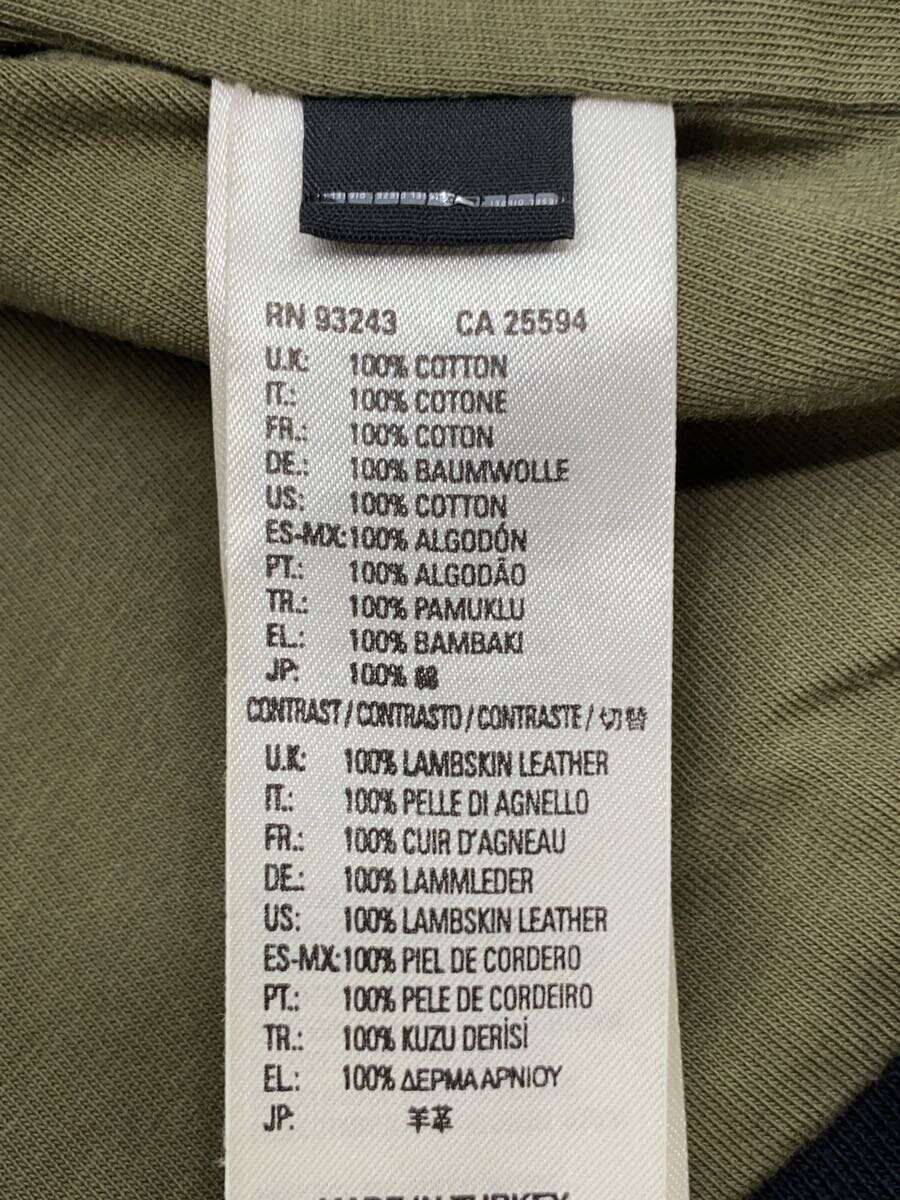 RN 93243 CA 25594
U.K.: 100% COTTON
IT.: 100% COTONE
FR.: 100% COTON
DE.: 100% BAUMWOLLE
US: 100% COTTON
ES-MX: 100% ALGODÓN
PT.: 100% ALGODÃO
TR.: 100% PAMUKLU
EL.: 100% BAMBAKI
JP: 100% 綿
CONTRAST / CONTRASTO / CONTRASTE / 切替
U.K: 100% LAMBSKIN LEATHER
IT.: 100% PELLE DI AGNELLO
FR.: 100% CUIR D'AGNEAU
DE.: 100% LAMMLEDER
US: 100% LAMBSKIN LEATHER
ES-MX: 100% PIEL DE CORDERO
PT.: 100% PELE DE CORDEIRO
TR.: 100% KUZU DERİSİ
EL: 100% ΔΕΡΜΑ ΑΡΝΙΟΥ
JP: 羊革
MADE IN TURKEY